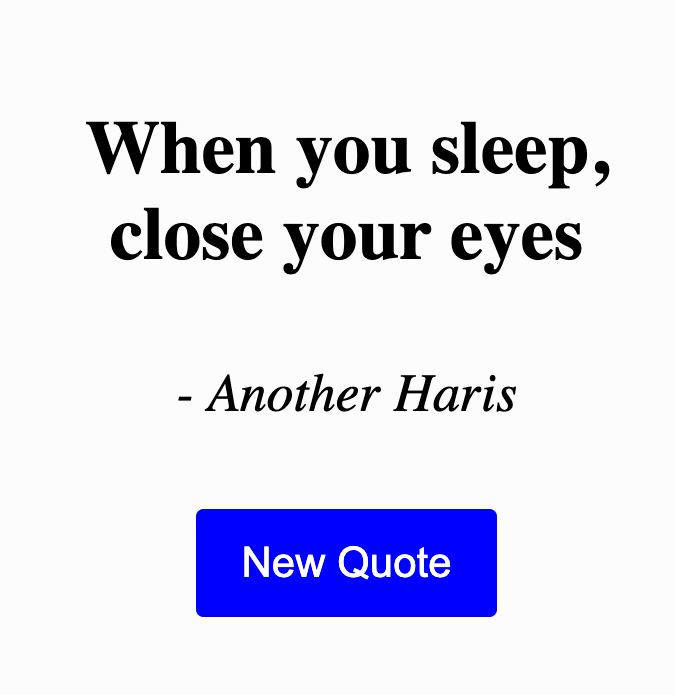 When you sleep,
close your eyes
- Another Haris
New Quote